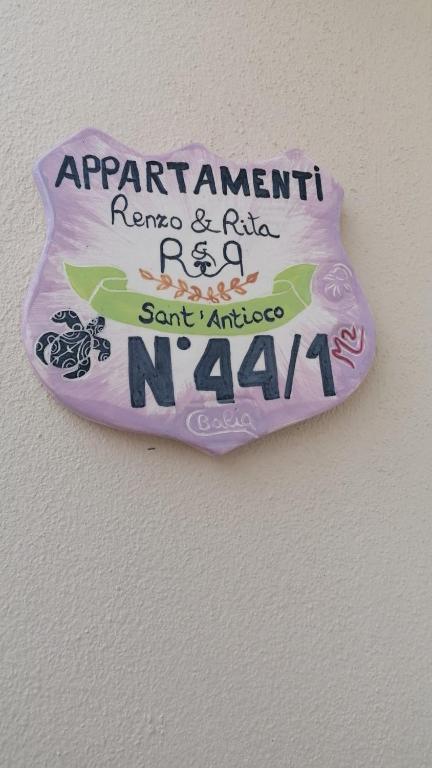 APPARTAMENTi
Renzo & Rita
R&R
Sant'Antioco
N°44/1